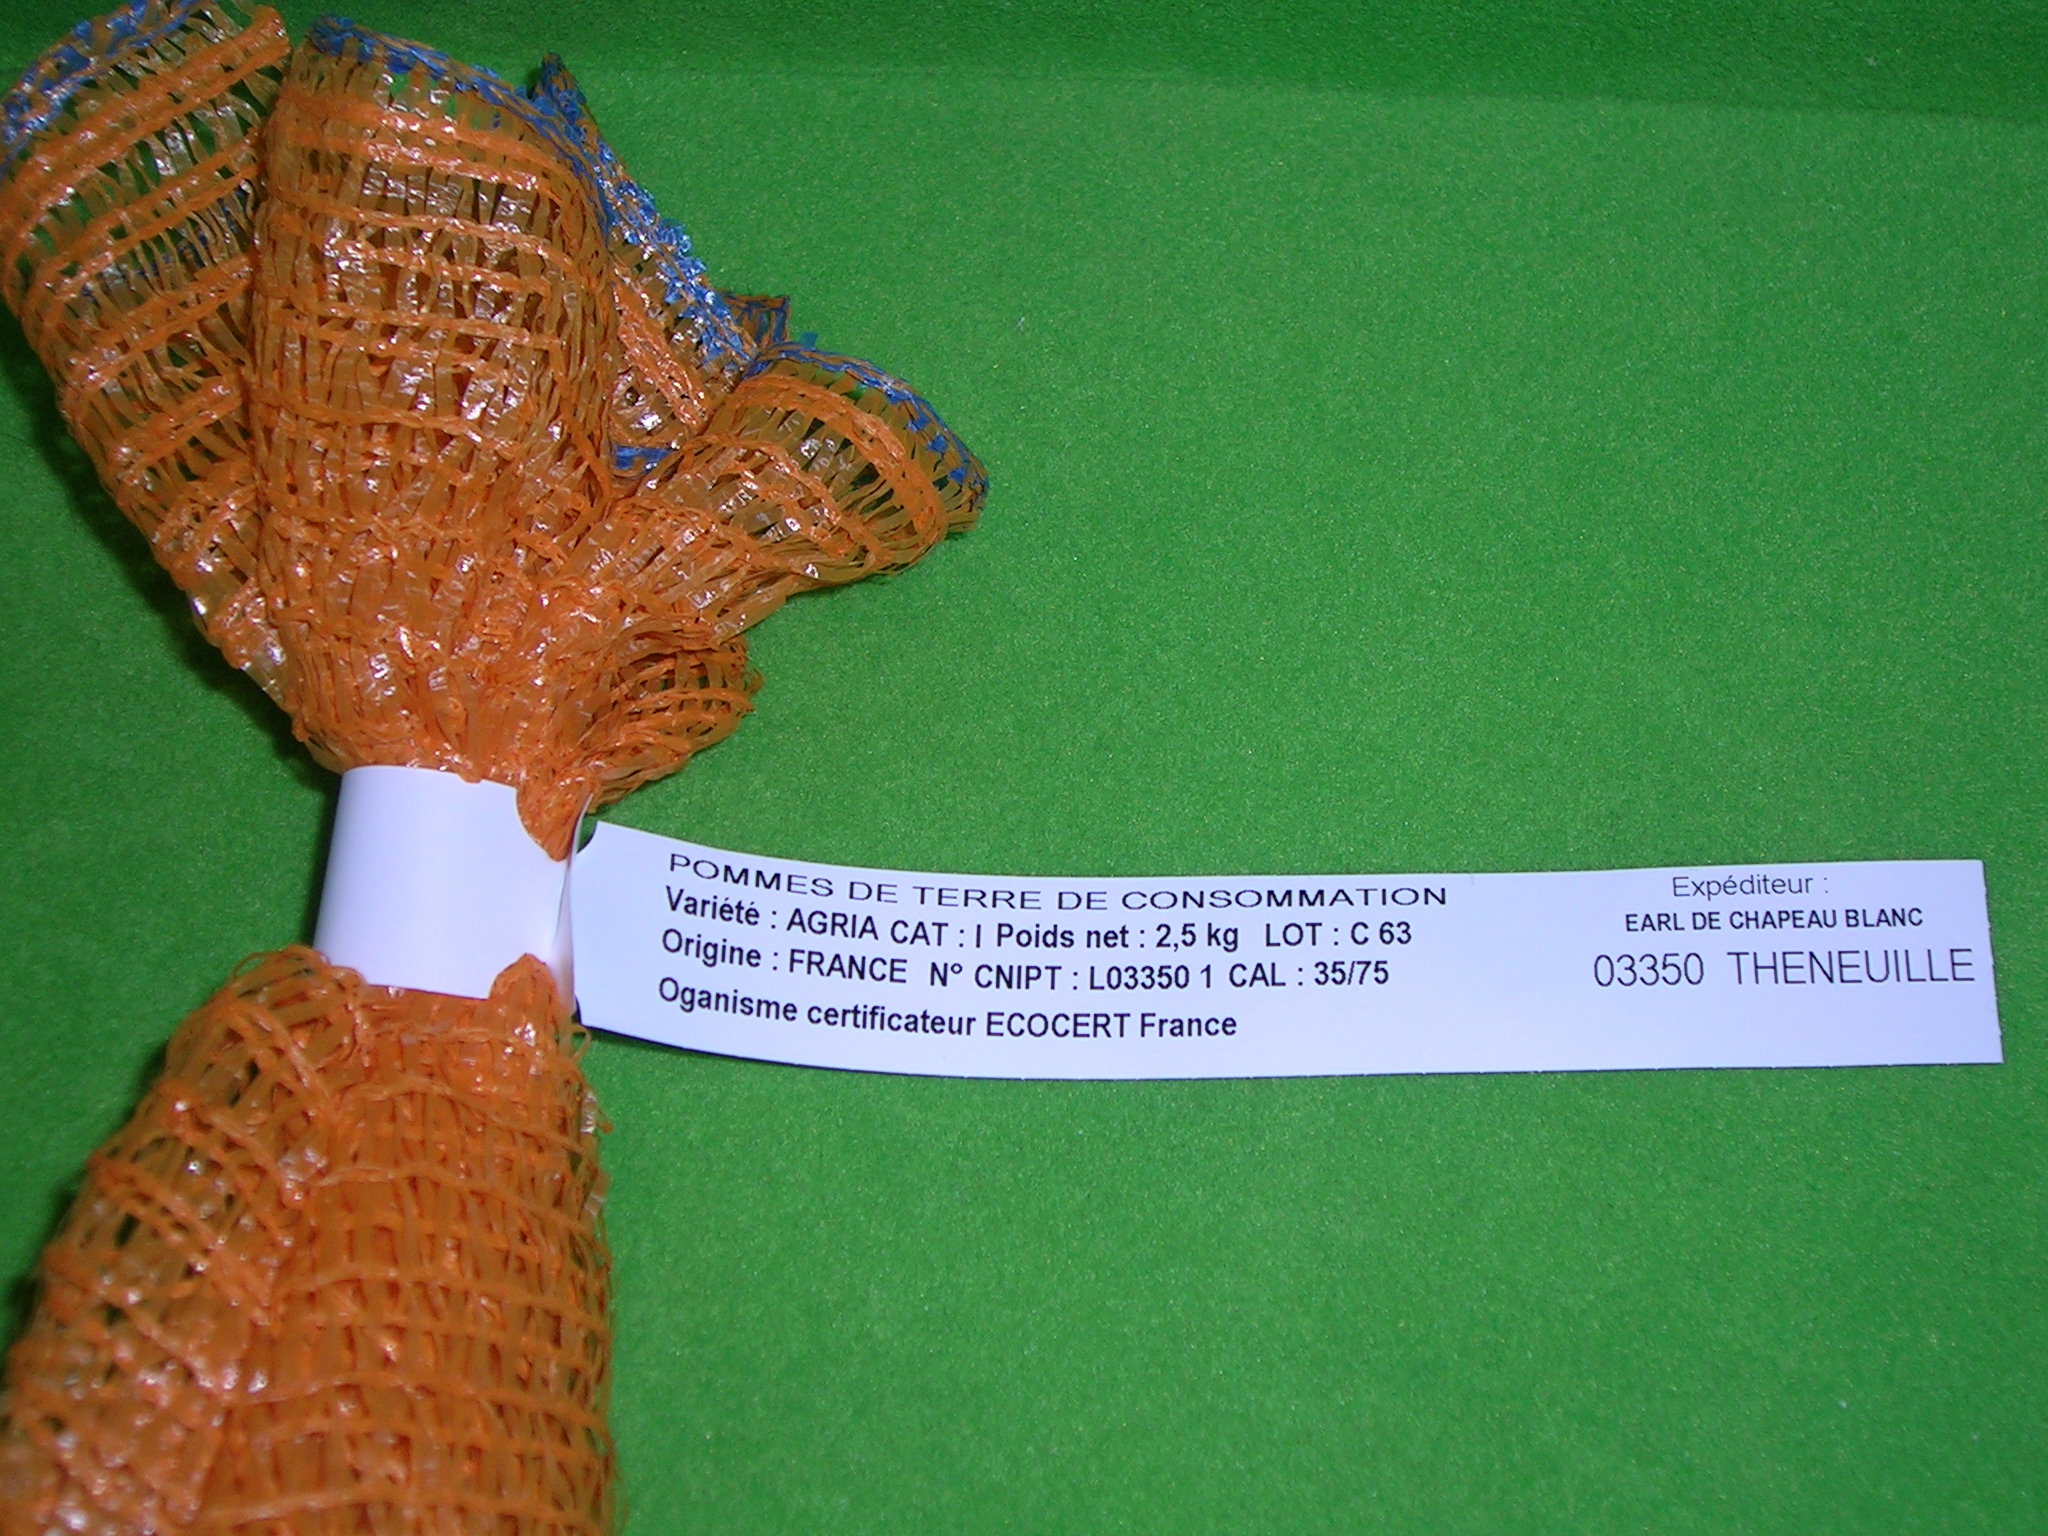 POMMES DE TERRE DE CONSOMMATION
Variété : AGRIA CAT : I Poids net : 2,5 kg LOT : C 63
Origine : FRANCE N° CNIPT : L03350 1 CAL : 35/75
Oganisme certificateur ECOCERT France
Expéditeur :
EARL DE CHAPEAU BLANC
03350 THENEUILLE